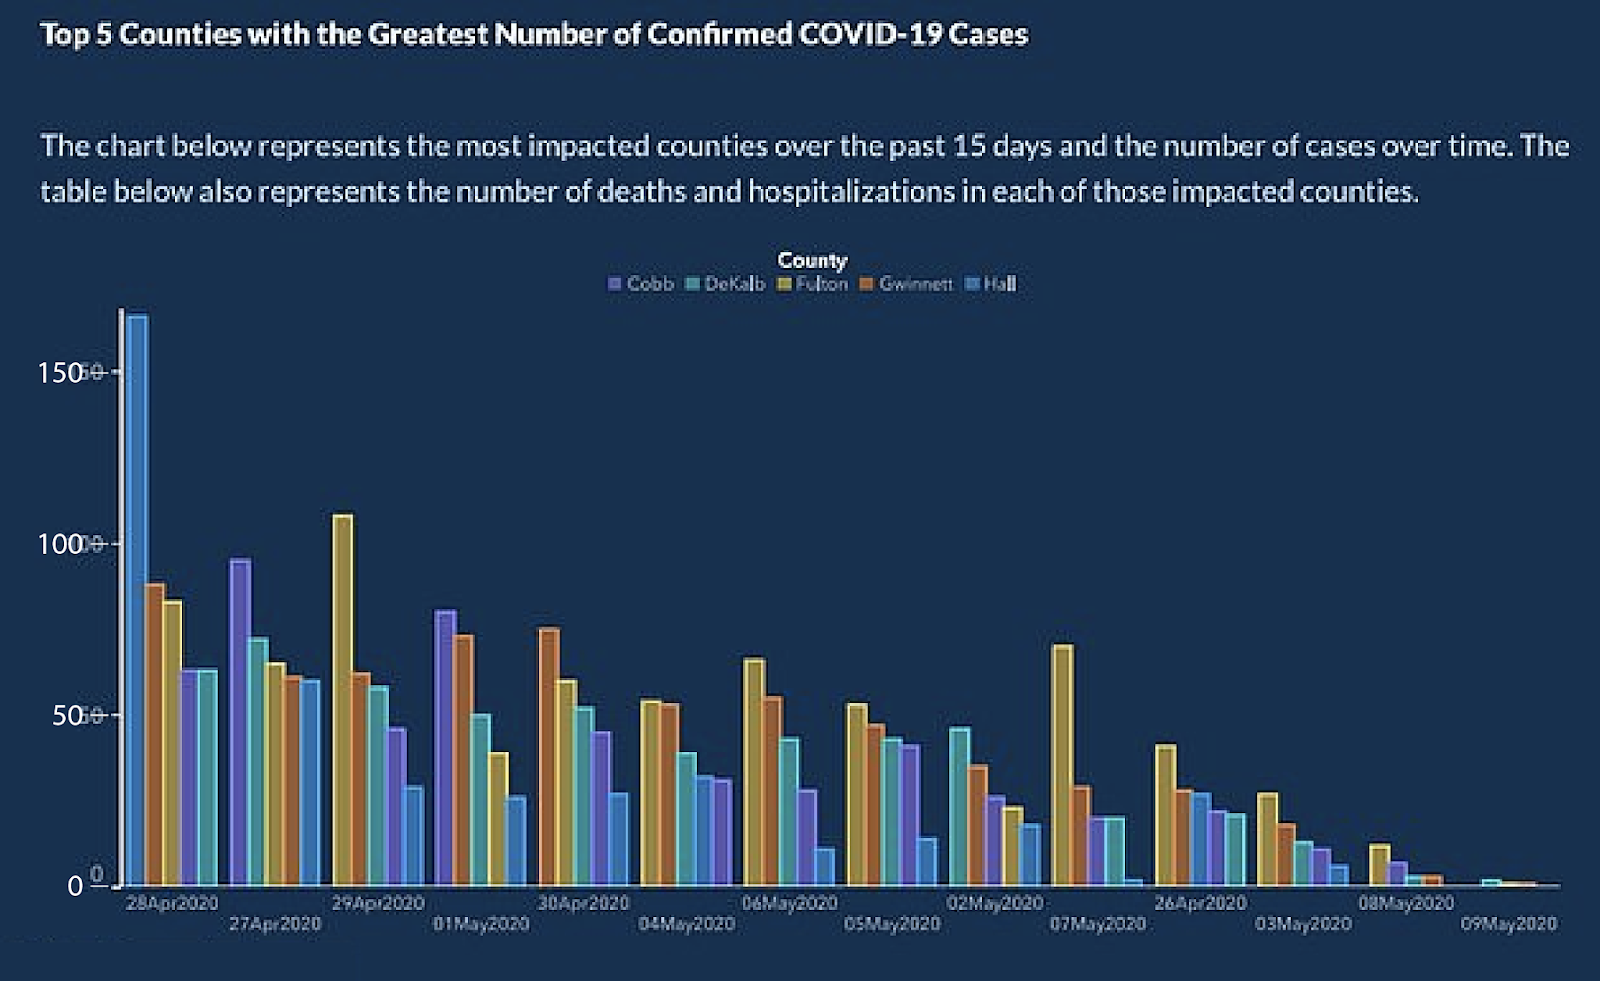 Top 5 Counties with the Greatest Number of Confirmed COVID-19 Cases
The chart below represents the most impacted counties over the past 15 days and the number of cases over time. The
table below also represents the number of deaths and hospitalizations in each of those impacted counties.
County
Cobb DeKalb Fulton Gwinnett Hall
150
100
50
0 0
28Apr2020 29Apr2020 30Apr2020 06May2020 02May2020 26Apr2020 08May2020
27Apr2020 01May2020 04May2020 05May2020 07May2020 03May2020 09May2020